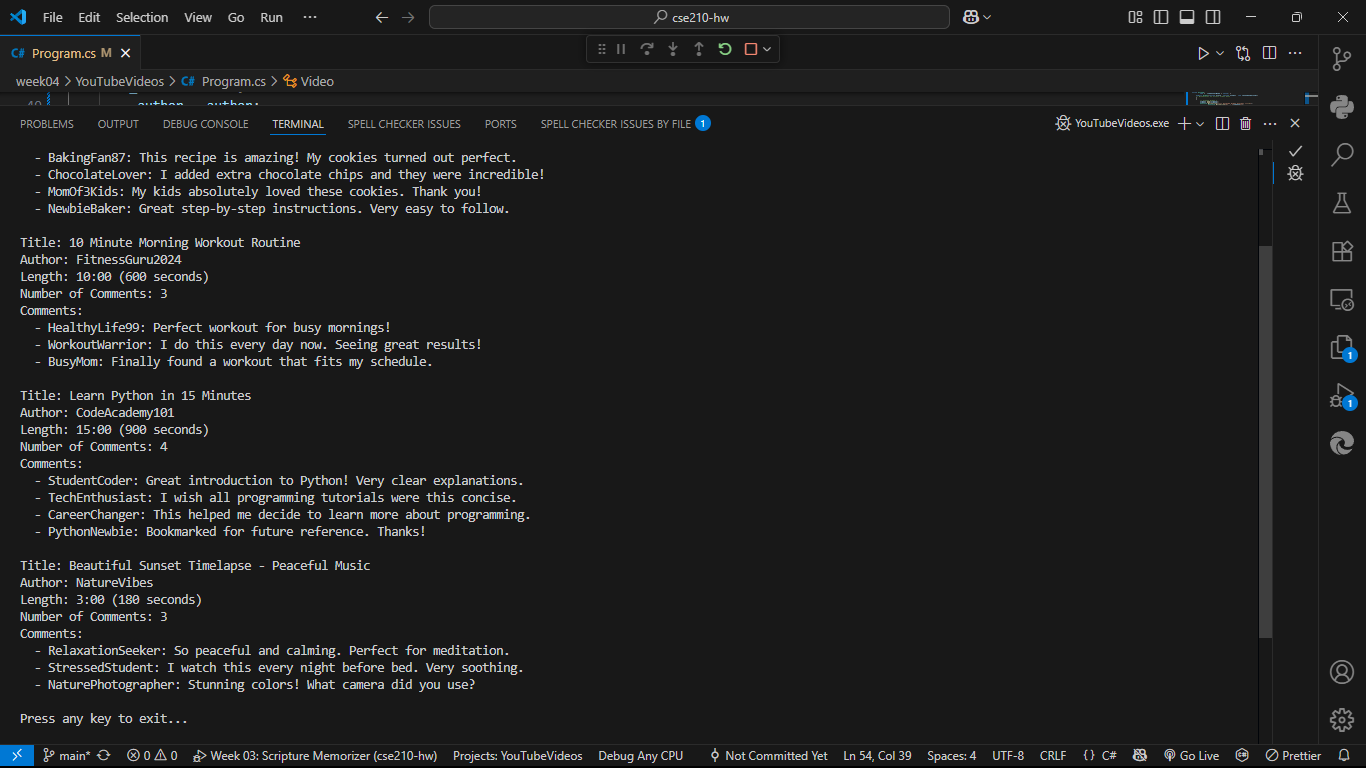 File Edit Selection View Go Run ··· cse210-hw
C# Program.cs M
week04 > YouTubeVideos > C# Program.cs > Video
PROBLEMS OUTPUT DEBUG CONSOLE TERMINAL SPELL CHECKER ISSUES PORTS SPELL CHECKER ISSUES BY FILE 1 YouTubeVideos.exe
- BakingFan87: This recipe is amazing! My cookies turned out perfect.
- ChocolateLover: I added extra chocolate chips and they were incredible!
- MomOf3Kids: My kids absolutely loved these cookies. Thank you!
- NewbieBaker: Great step-by-step instructions. Very easy to follow.
Title: 10 Minute Morning Workout Routine
Author: FitnessGuru2024
Length: 10:00 (600 seconds)
Number of Comments: 3
Comments:
- HealthyLife99: Perfect workout for busy mornings!
- WorkoutWarrior: I do this every day now. Seeing great results!
- BusyMom: Finally found a workout that fits my schedule.
Title: Learn Python in 15 Minutes
Author: CodeAcademy101
Length: 15:00 (900 seconds)
Number of Comments: 4
Comments:
- StudentCoder: Great introduction to Python! Very clear explanations.
- TechEnthusiast: I wish all programming tutorials were this concise.
- CareerChanger: This helped me decide to learn more about programming.
- PythonNewbie: Bookmarked for future reference. Thanks!
Title: Beautiful Sunset Timelapse - Peaceful Music
Author: NatureVibes
Length: 3:00 (180 seconds)
Number of Comments: 3
Comments:
- RelaxationSeeker: So peaceful and calming. Perfect for meditation.
- StressedStudent: I watch this every night before bed. Very soothing.
- NaturePhotographer: Stunning colors! What camera did you use?
Press any key to exit...
1
1
main* 0 0 Week 03: Scripture Memorizer (cse210-hw) Projects: YouTubeVideos Debug Any CPU Not Committed Yet Ln 54, Col 39 Spaces: 4 UTF-8 CRLF {} C# Go Live Prettier